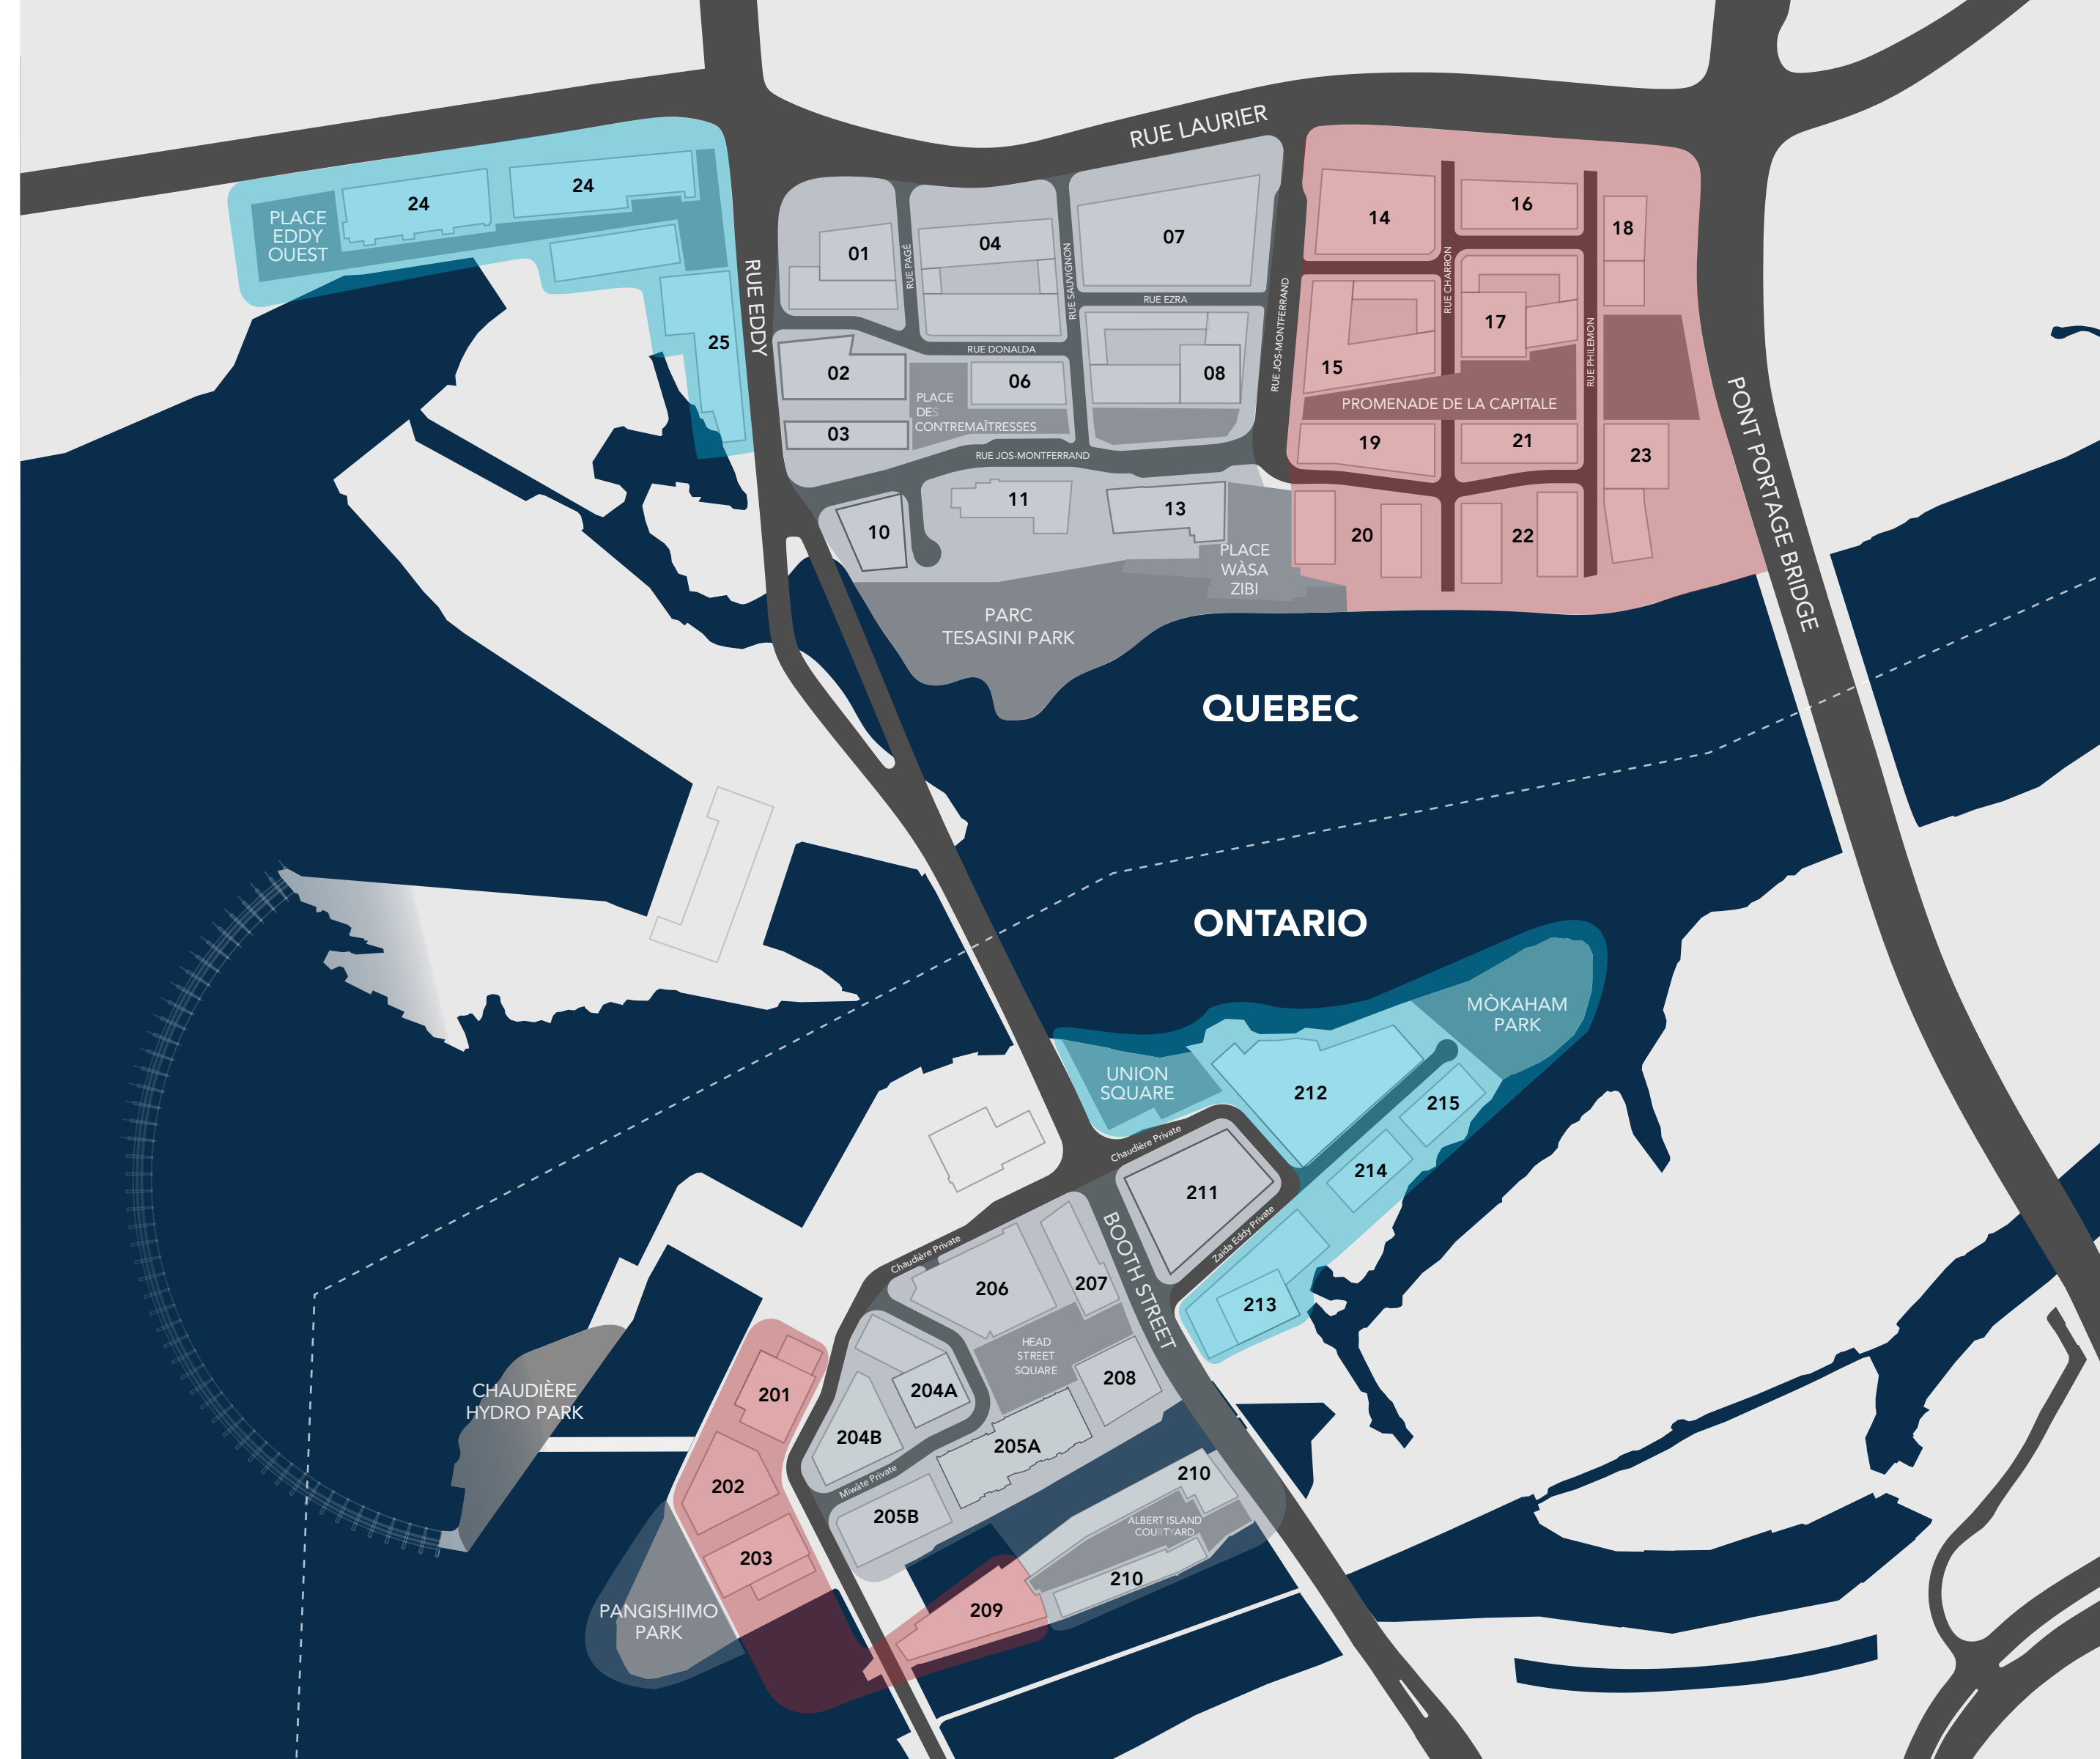 RUE LAURIER
24
24
PLACE
EDDY
OUEST
25
RUE EDDY
01
RUE PAGÉ
04
RUE SAUVIGNON
07
RUE EZRA
RUE DONALDA
02
03
PLACE
DES
CONTREMAÎTRESSES
06
08
RUE JOS-MONTFERRAND
RUE JOS-MONTFERRAND
10
11
13
PLACE
WÀSA
ZIBI
PARC
TESASINI PARK
14
16
18
RUE CHARRON
15
17
RUE PHILEMON
PROMENADE DE LA CAPITALE
19
21
23
20
22
PONT PORTAGE BRIDGE
QUEBEC
ONTARIO
MÒKAHAM
PARK
UNION
SQUARE
212
215
214
213
Chaudière Private
211
Zaida Eddy Private
BOOTH STREET
Chaudière Private
206
207
HEAD
STREET
SQUARE
208
204A
204B
205A
Miwàte Private
205B
210
ALBERT ISLAND
COURTYARD
210
209
201
202
203
CHAUDIÈRE
HYDRO PARK
PANGISHIMO
PARK